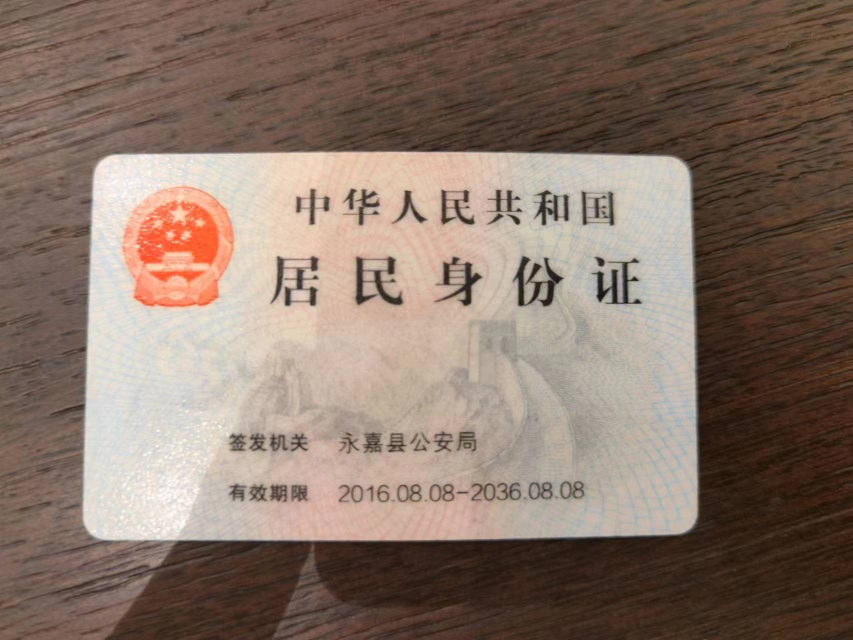 中华人民共和国
居民身份证
签发机关 永嘉县公安局
有效期限 2016.08.08-2036.08.08